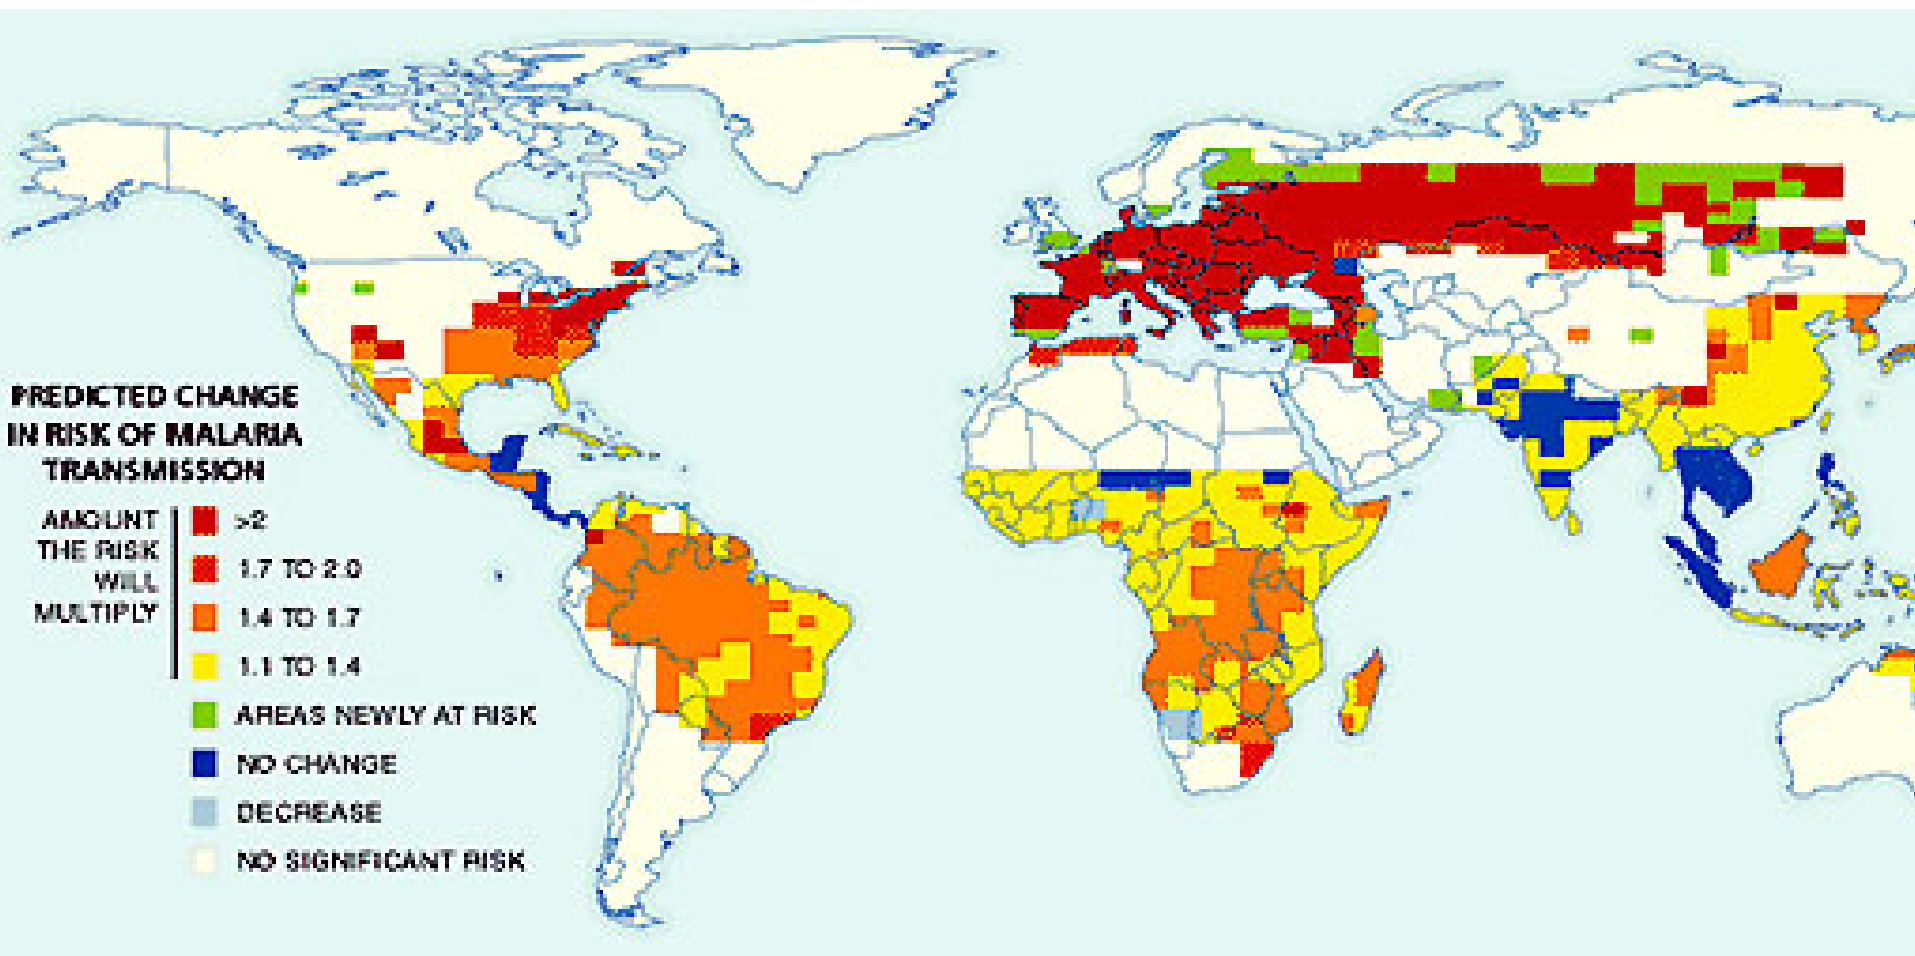 PREDICTED CHANGE
IN RISK OF MALARIA
TRANSMISSION
AMOUNT
THE RISK
WILL
MULTIPLY
>2
1.7 TO 2.0
1.4 TO 1.7
1.1 TO 1.4
AREAS NEWLY AT RISK
NO CHANGE
DECREASE
NO SIGNIFICANT RISK